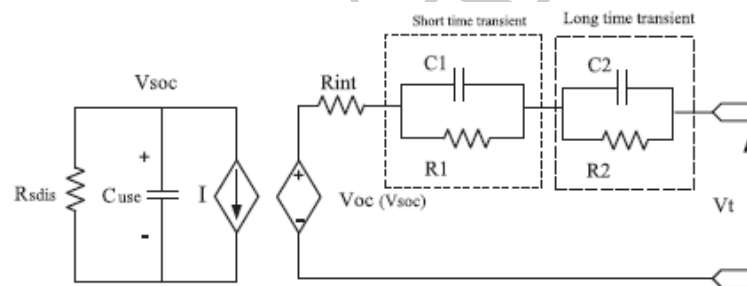 Short time transient
Long time transient
Vsoc
Rint
C1
C2
R1
R2
Rsdis
Cuse
I
Voc (Vsoc)
Vt
+
-
+
-